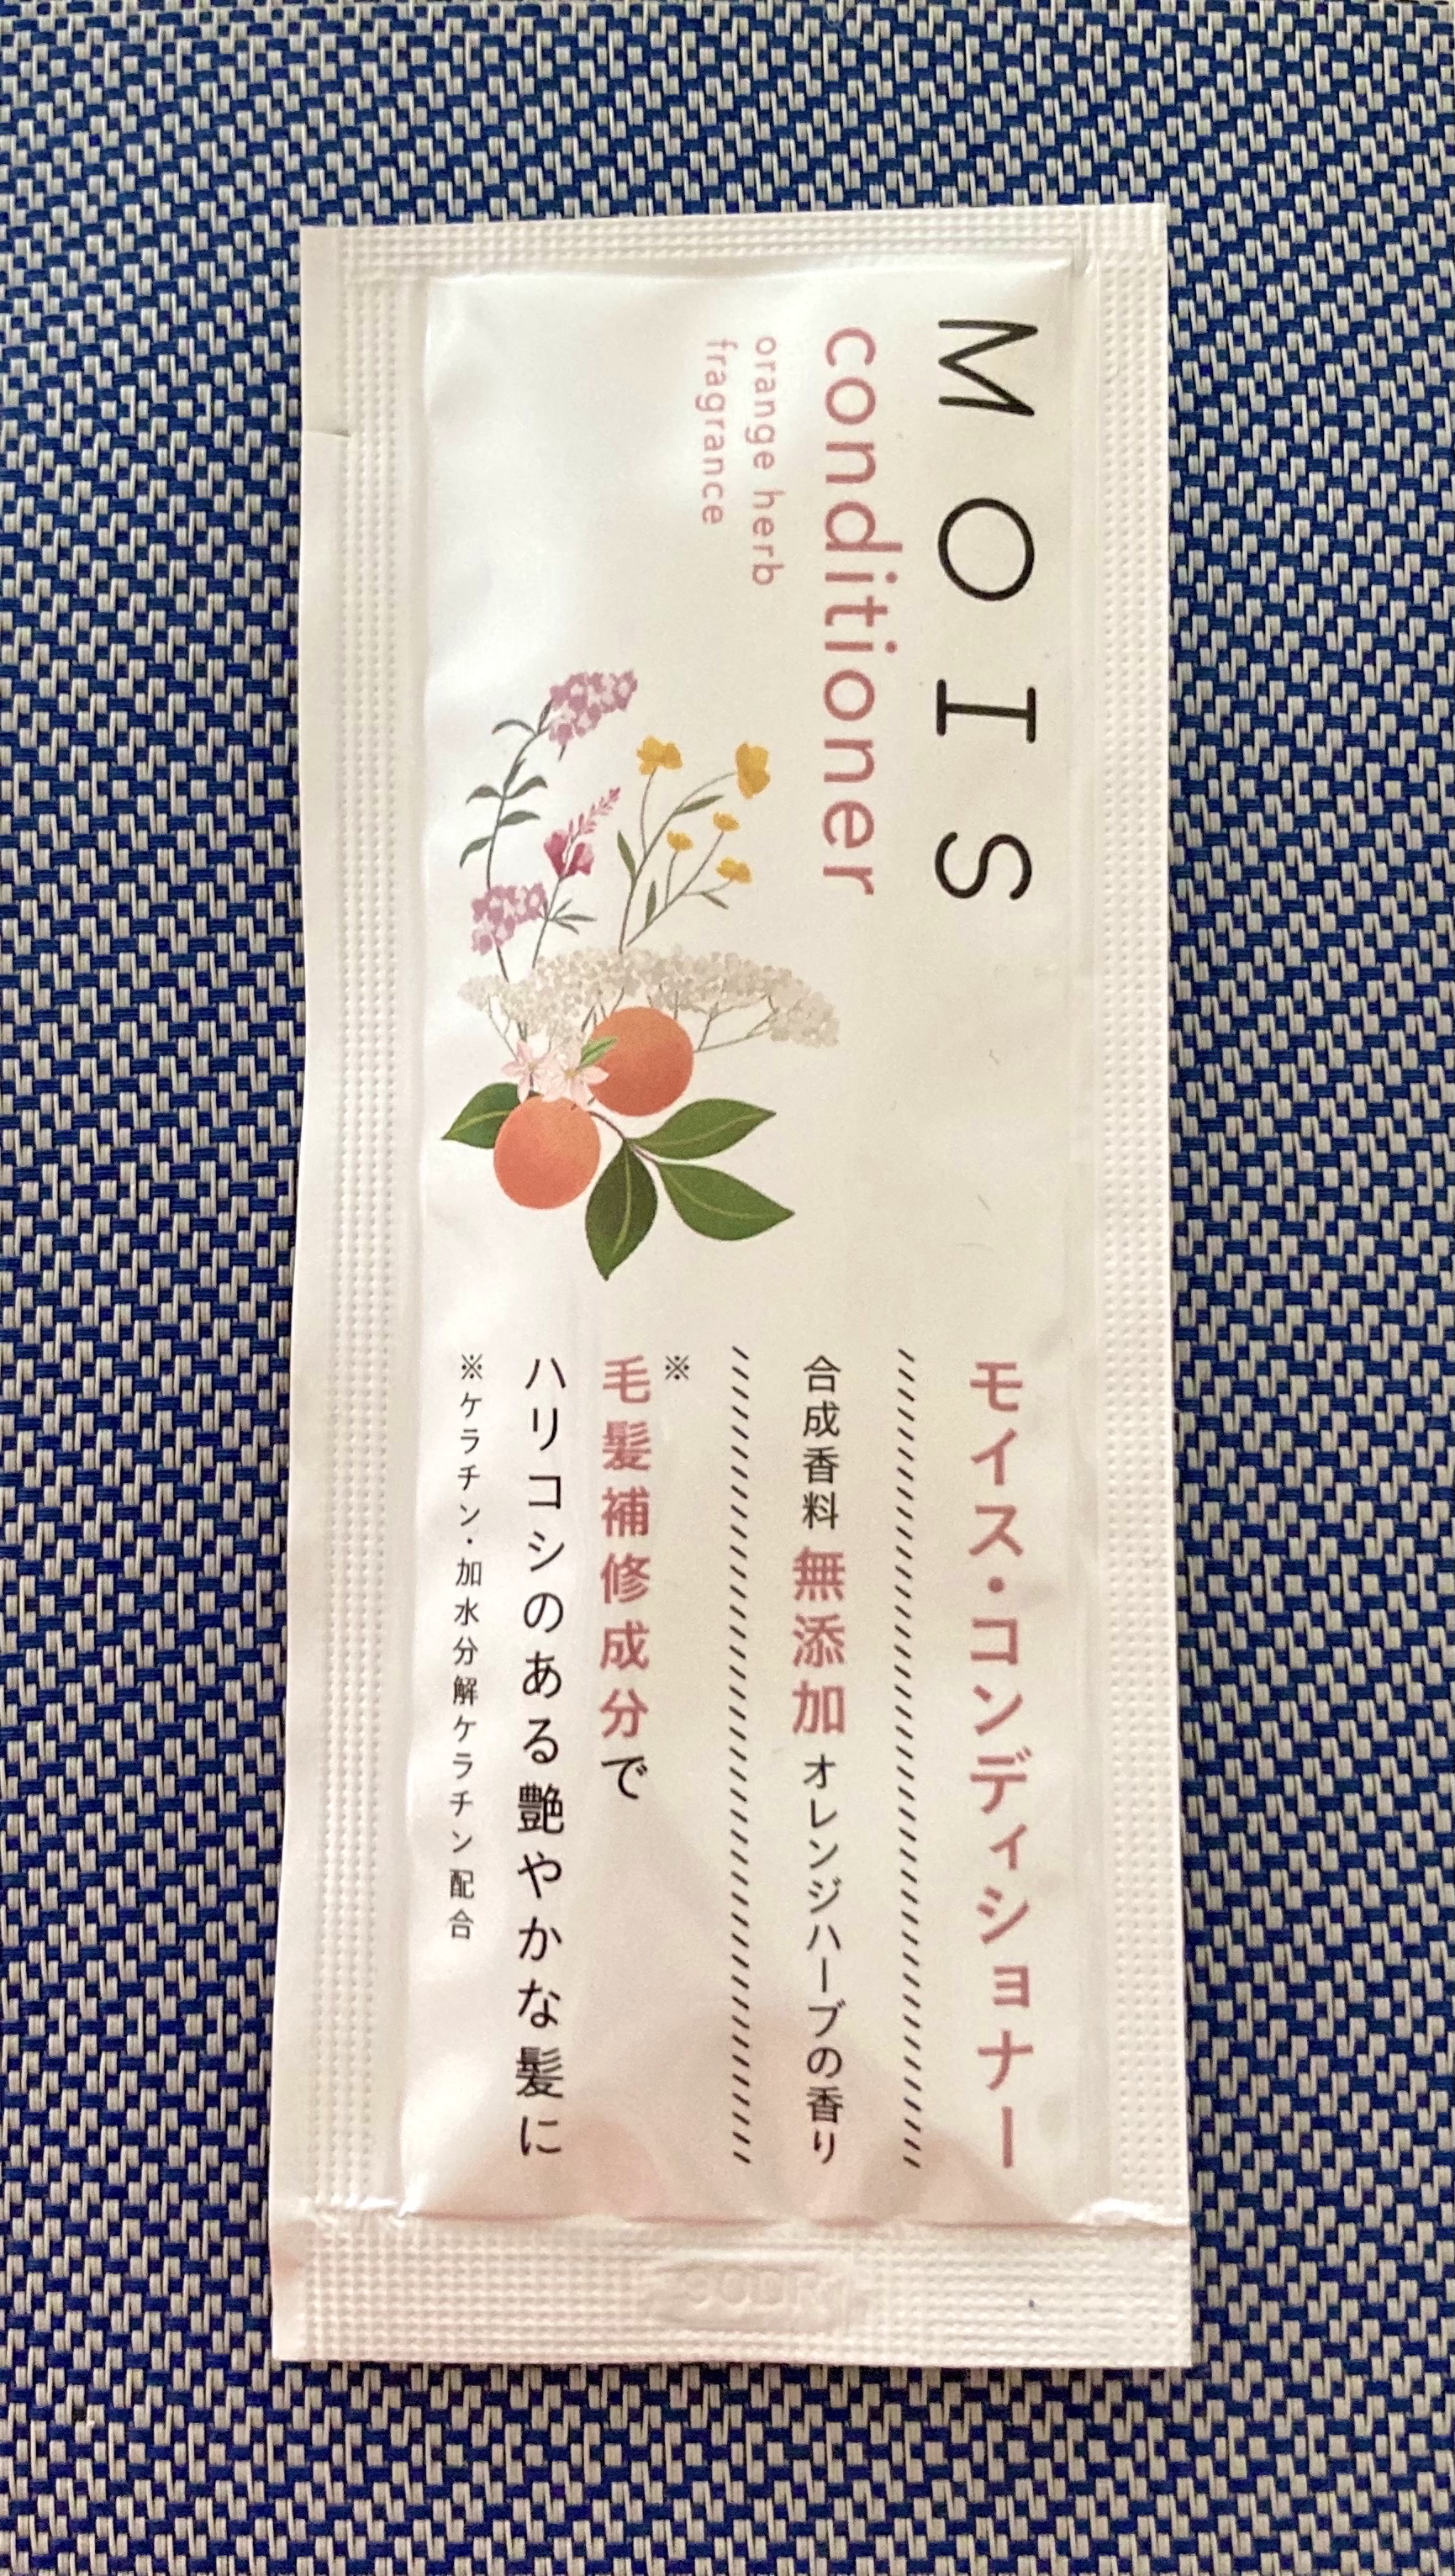 MOIS
conditioner
orange herb
fragrance
モイス・コンディショナー
合成香料 無添加 オレンジハーブの香り
※
毛髪補修成分で
ハリコシのある艶やかな髪に
※ケラチン・加水分解ケラチン配合